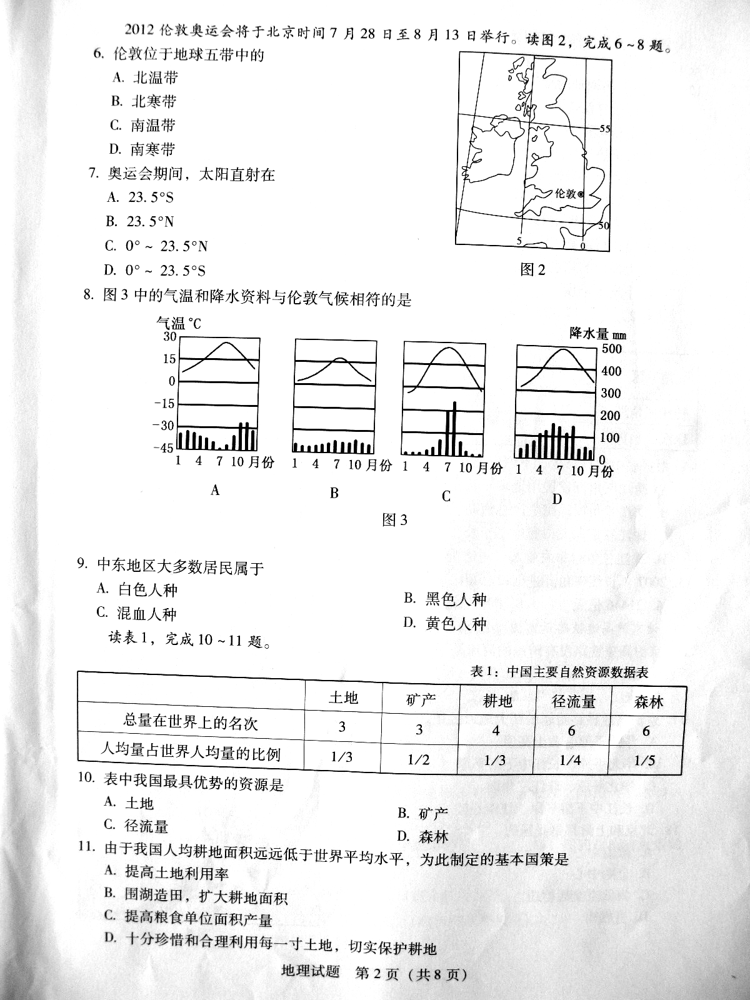 2012 伦敦奥运会将于北京时间 7 月 28 日至 8 月 13 日举行。读图 2，完成 6 ~ 8 题。
6. 伦敦位于地球五带中的
A. 北温带
B. 北寒带
C. 南温带
D. 南寒带
55
伦敦
50
5
0
图 2
7. 奥运会期间，太阳直射在
A. 23.5°S
B. 23.5°N
C. 0° ~ 23.5°N
D. 0° ~ 23.5°S
8. 图 3 中的气温和降水资料与伦敦气候相符的是
气温 °C
降水量 mm
30
15
0
-15
-30
-45
500
400
300
200
100
0
1 4 7 10 月份
1 4 7 10 月份
1 4 7 10 月份
1 4 7 10 月份
A B C D
图 3
9. 中东地区大多数居民属于
A. 白色人种 B. 黑色人种
C. 混血人种 D. 黄色人种
读表 1，完成 10 ~ 11 题。
表 1：中国主要自然资源数据表
土地 矿产 耕地 径流量 森林
总量在世界上的名次 3 3 4 6 6
人均量占世界人均量的比例 1/3 1/2 1/3 1/4 1/5
10. 表中我国最具优势的资源是
A. 土地 B. 矿产
C. 径流量 D. 森林
11. 由于我国人均耕地面积远远低于世界平均水平，为此制定的基本国策是
A. 提高土地利用率
B. 围湖造田，扩大耕地面积
C. 提高粮食单位面积产量
D. 十分珍惜和合理利用每一寸土地，切实保护耕地
地理试题 第 2 页（共 8 页）